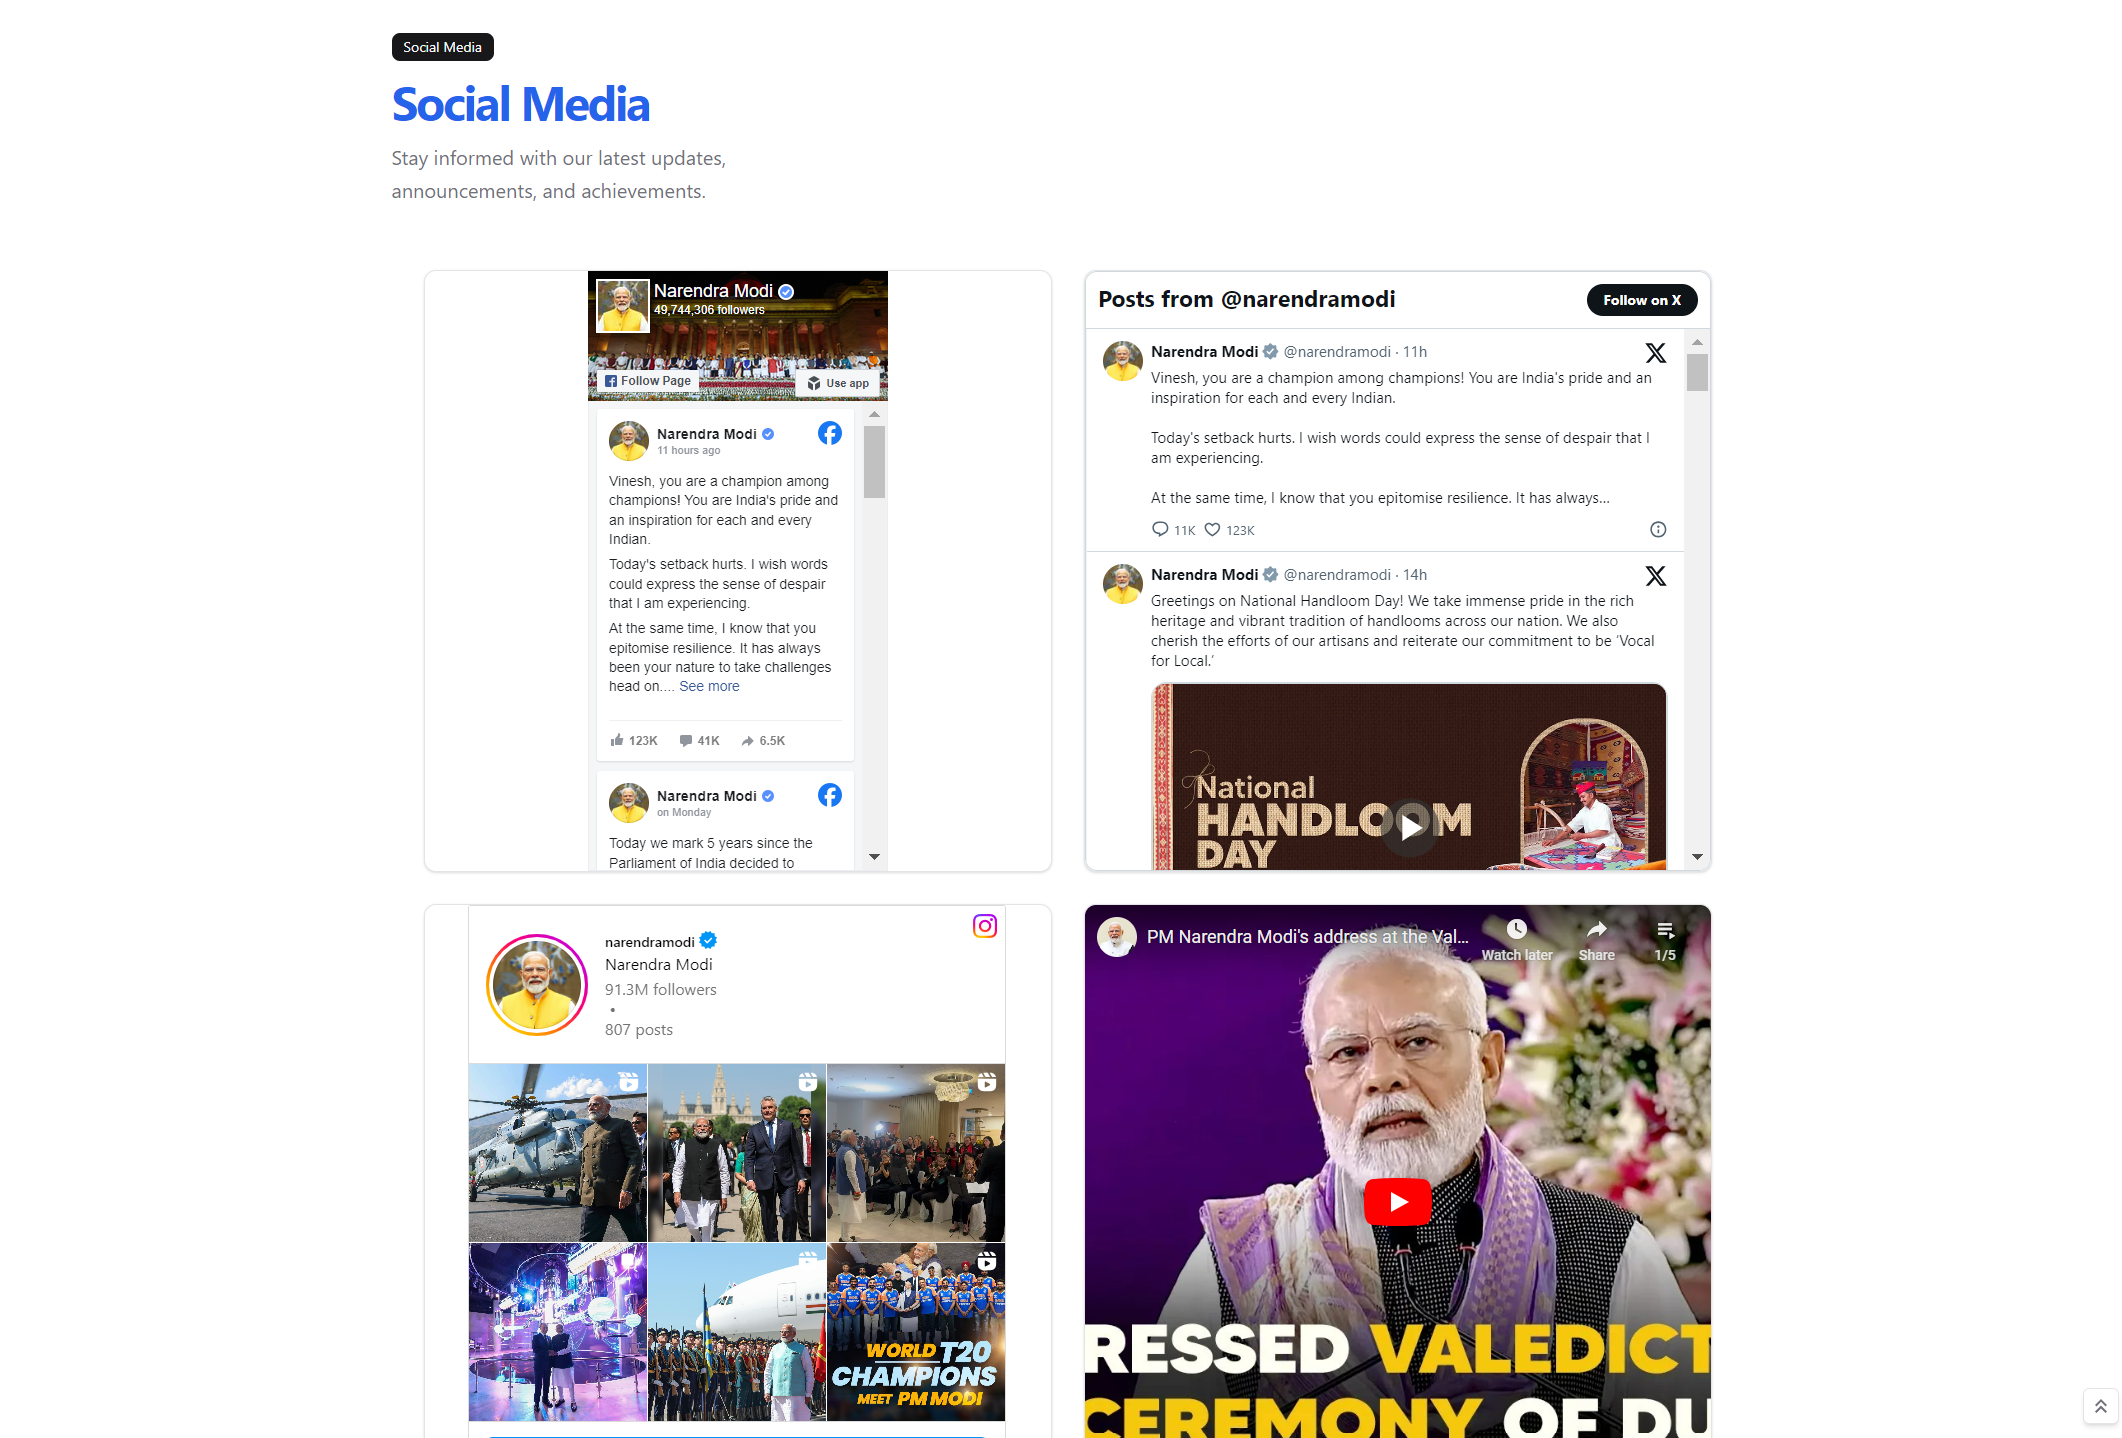 Social Media
Social Media
Stay informed with our latest updates,
announcements, and achievements.
Narendra Modi
49,744,306 followers
Follow Page
Use app
Narendra Modi
11 hours ago
Vinesh, you are a champion among
champions! You are India's pride and
an inspiration for each and every
Indian.
Today's setback hurts. I wish words
could express the sense of despair
that I am experiencing.
At the same time, I know that you
epitomise resilience. It has always
been your nature to take challenges
head on.... See more
123K 41K 6.5K
Narendra Modi
on Monday
Today we mark 5 years since the
Parliament of India decided to
Posts from @narendramodi
Follow on X
Narendra Modi @narendramodi · 11h
Vinesh, you are a champion among champions! You are India's pride and an
inspiration for each and every Indian.
Today's setback hurts. I wish words could express the sense of despair that I
am experiencing.
At the same time, I know that you epitomise resilience. It has always...
11K 123K
Narendra Modi @narendramodi · 14h
Greetings on National Handloom Day! We take immense pride in the rich
heritage and vibrant tradition of handlooms across our nation. We also
cherish the efforts of our artisans and reiterate our commitment to be ‘Vocal
for Local.’
National
HANDLOOM
DAY
narendramodi
Narendra Modi
91.3M followers
•
807 posts
WORLD T20
CHAMPIONS
MEET PM MODI
PM Narendra Modi's address at the Val...
Watch later
Share
1/5
RESSED VALEDICT
CEREMONY OF DU